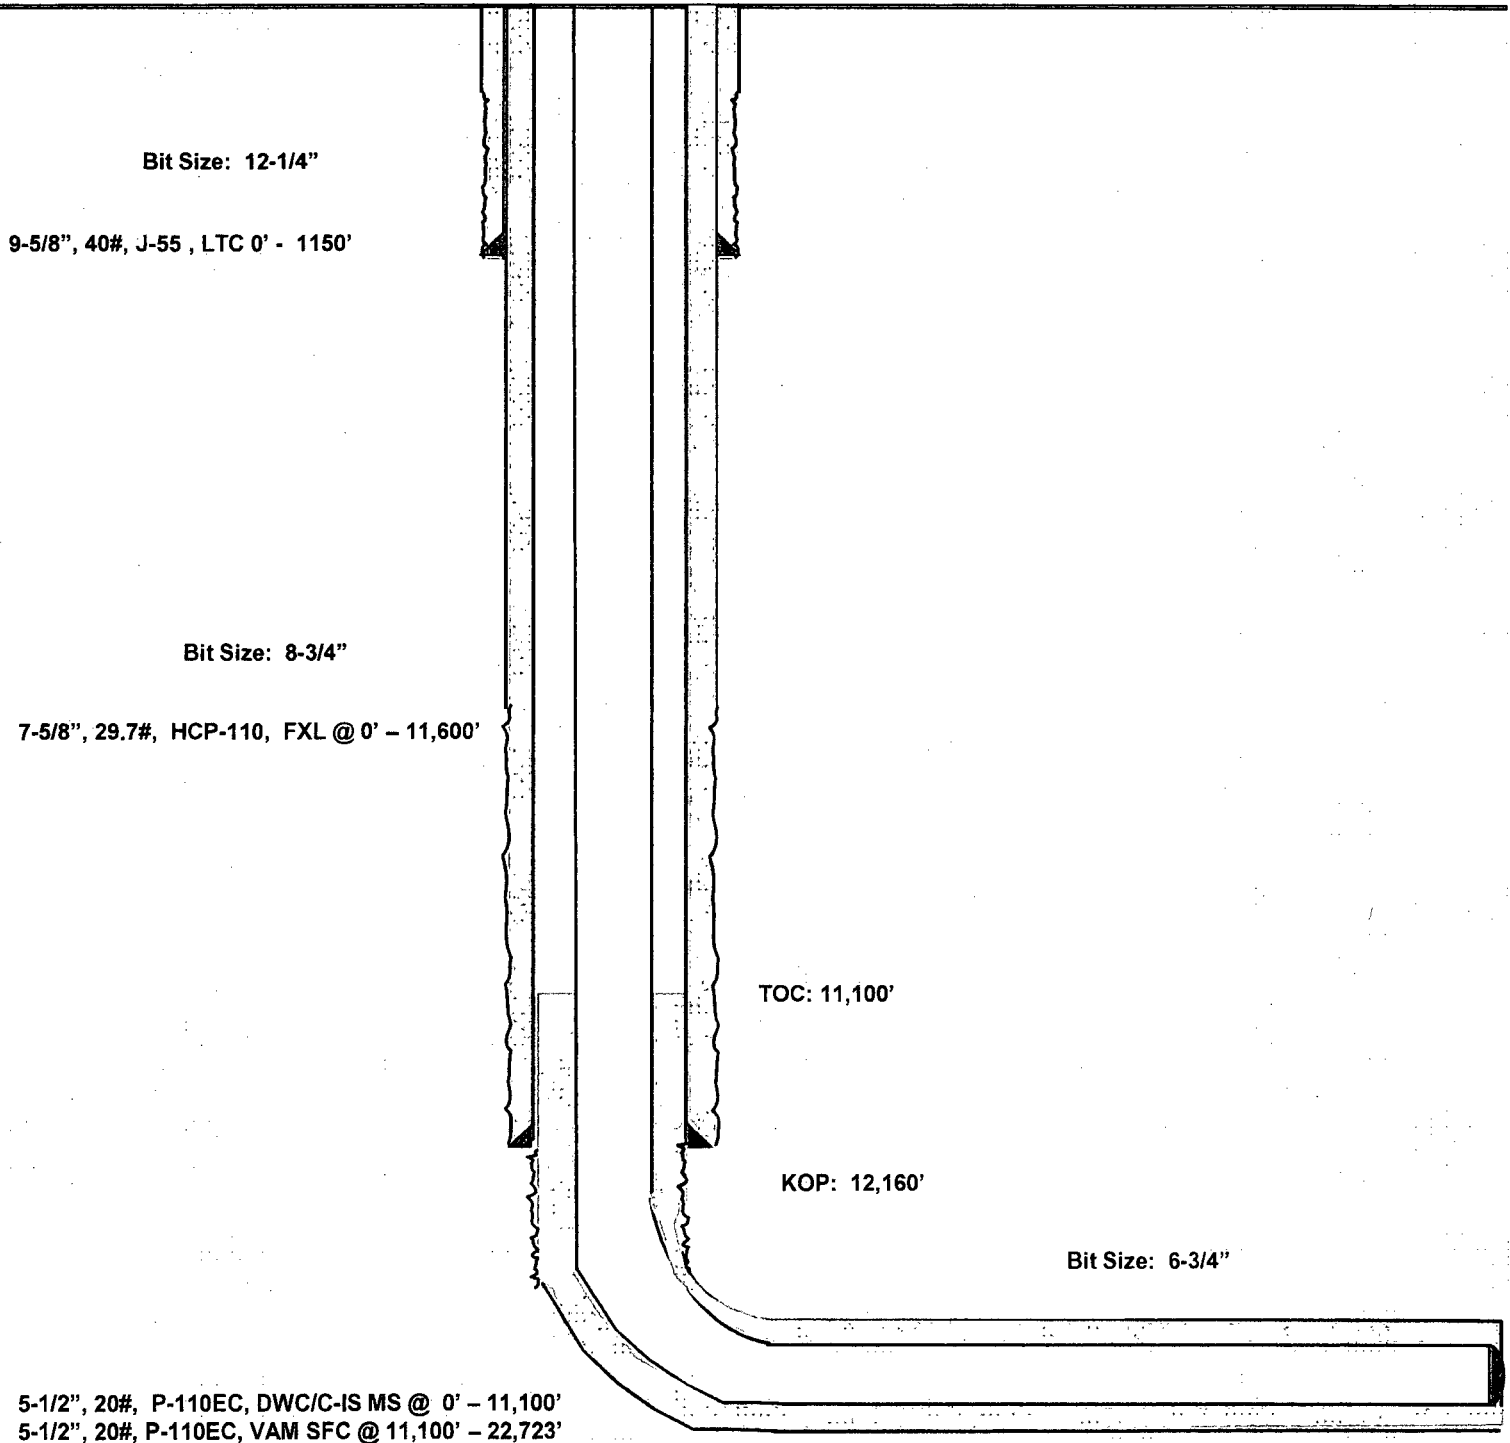 Bit Size: 12-1/4”
9-5/8”, 40#, J-55 , LTC 0’ - 1150’
Bit Size: 8-3/4”
7-5/8”, 29.7#, HCP-110, FXL @ 0’ – 11,600’
TOC: 11,100’
KOP: 12,160’
Bit Size: 6-3/4”
5-1/2”, 20#, P-110EC, DWC/C-IS MS @ 0’ – 11,100’
5-1/2”, 20#, P-110EC, VAM SFC @ 11,100’ – 22,723’